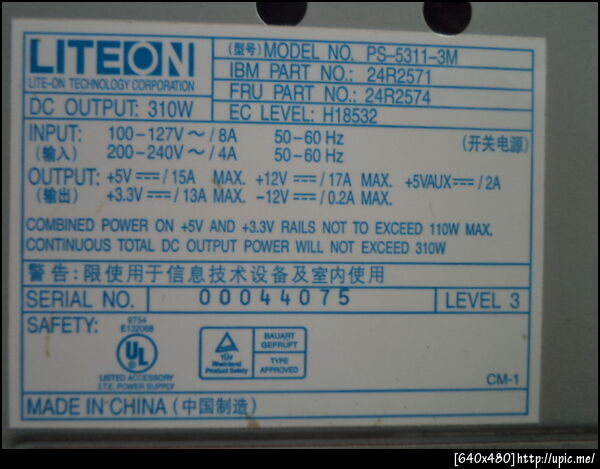 LITEON
LITE-ON TECHNOLOGY CORPORATION
DC OUTPUT: 310W
(型号) MODEL NO. PS-5311-3M
IBM PART NO.: 24R2571
FRU PART NO.: 24R2574
EC LEVEL: H18532
INPUT: 100-127V~/8A 50-60 Hz
(输入) 200-240V~/4A 50-60 Hz
(开关电源)
OUTPUT: +5V⎓/15A MAX. +12V⎓/17A MAX. +5VAUX⎓/2A
(输出) +3.3V⎓/13A MAX. -12V⎓/0.2A MAX.
COMBINED POWER ON +5V AND +3.3V RAILS NOT TO EXCEED 110W MAX.
CONTINUOUS TOTAL DC OUTPUT POWER WILL NOT EXCEED 310W
警告:限使用于信息技术设备及室内使用
SERIAL NO. 00044075 LEVEL 3
SAFETY:
9T54
E132068
UL
LISTED ACCESSORY
I.T.E. POWER SUPPLY
TÜV
Rheinland
Product Safety
BAUART
GEPRÜFT
TYPE
APPROVED
CM-1
MADE IN CHINA (中国制造)
[640x480]http://upic.me/